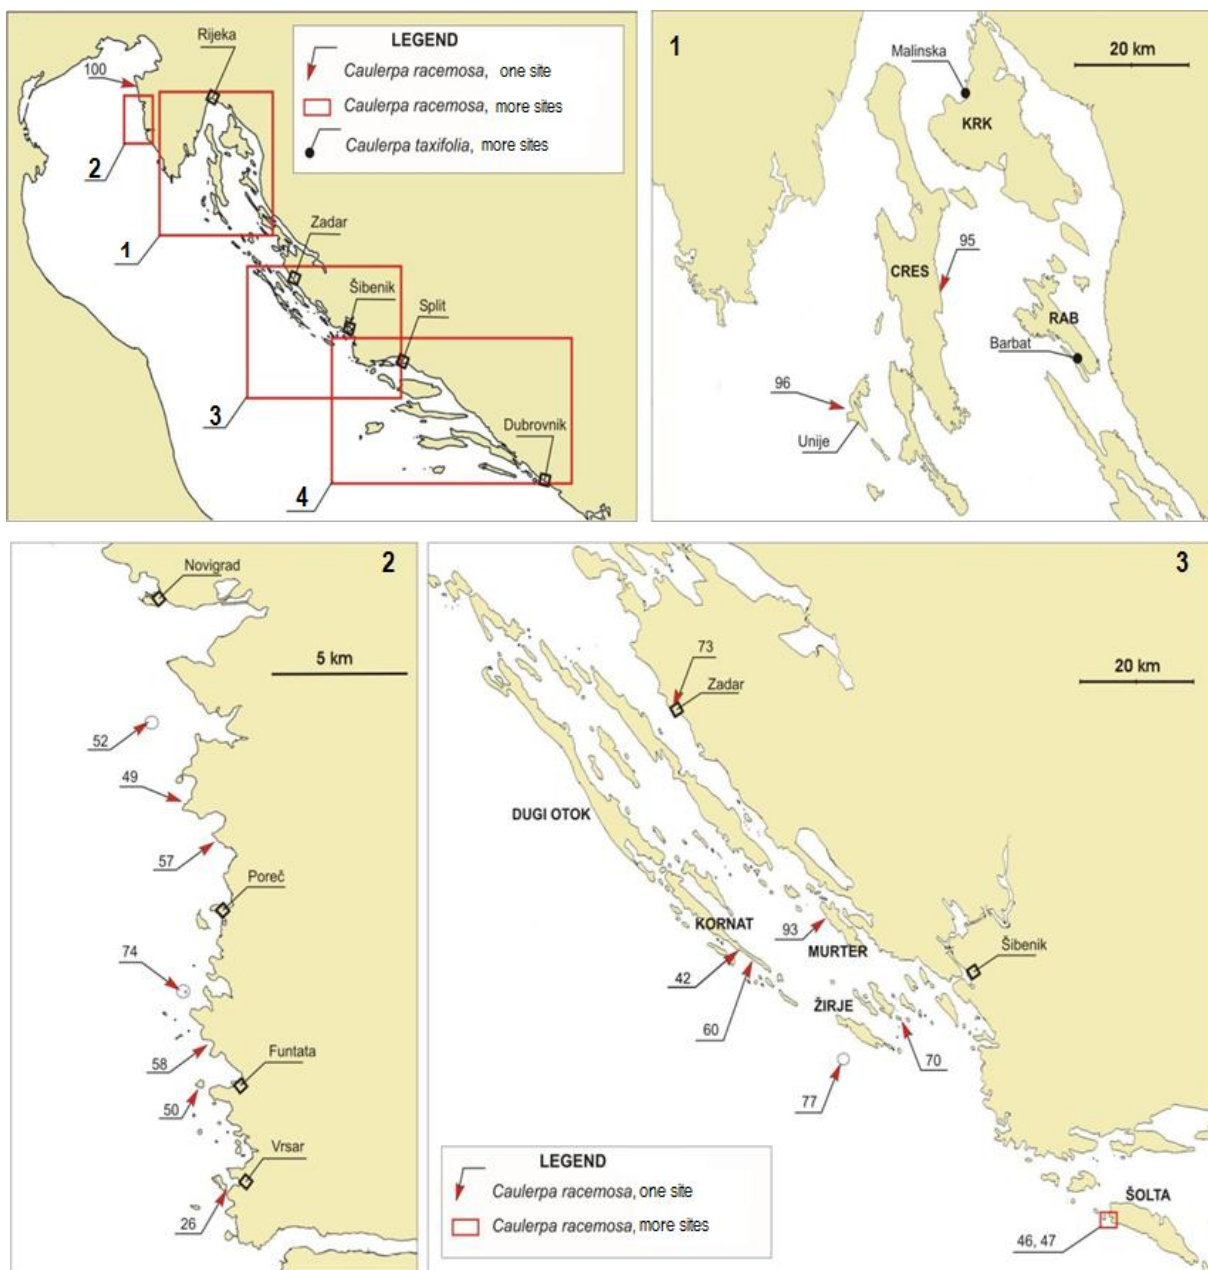 Rijeka
LEGEND
Caulerpa racemosa, one site
Caulerpa racemosa, more sites
Caulerpa taxifolia, more sites
100
2
1
Zadar
Šibenik
Split
3
Dubrovnik
4
1
20 km
Malinska
KRK
95
CRES
RAB
Barbat
96
Unije
2
Novigrad
5 km
52
49
57
Poreč
74
Funtata
58
50
Vrsar
26
3
73
Zadar
20 km
DUGI OTOK
KORNAT
93
MURTER
Šibenik
42
60
ŽIRJE
70
77
LEGEND
Caulerpa racemosa, one site
Caulerpa racemosa, more sites
ŠOLTA
46, 47